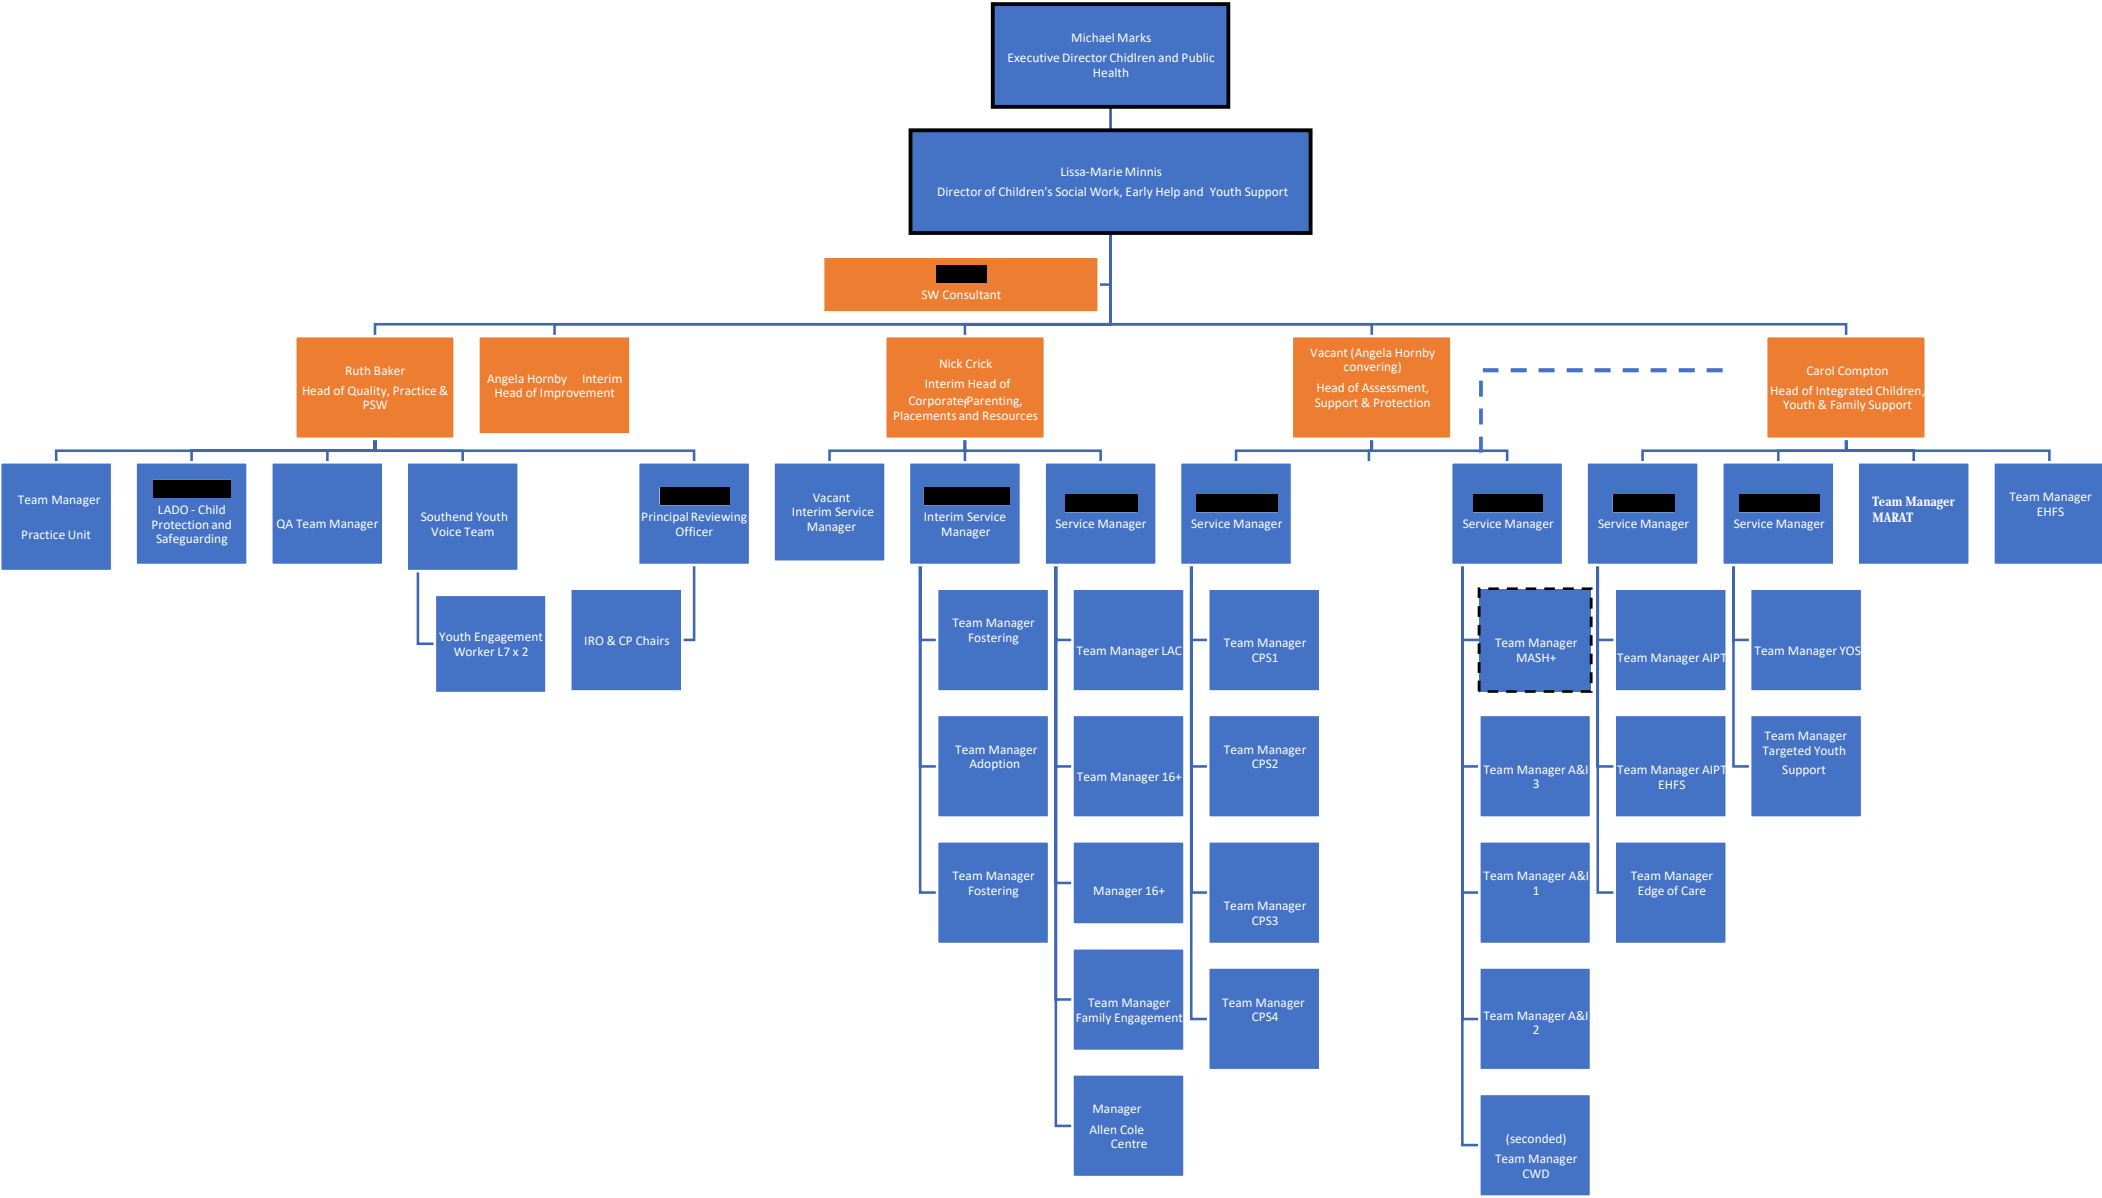 Michael Marks
Executive Director Chidlren and Public
Health
Lissa-Marie Minnis
Director of Children's Social Work, Early Help and Youth Support
SW Consultant
Ruth Baker
Head of Quality, Practice &
PSW
Angela Hornby Interim
Head of Improvement
Nick Crick
Interim Head of
Corporate Parenting,
Placements and Resources
Vacant (Angela Hornby
convering)
Head of Assessment,
Support & Protection
Carol Compton
Head of Integrated Children,
Youth & Family Support
Team Manager
Practice Unit
LADO - Child
Protection and
Safeguarding
QA Team Manager
Southend Youth
Voice Team
Principal Reviewing
Officer
Vacant
Interim Service
Manager
Interim Service
Manager
Service Manager
Service Manager
Service Manager
Service Manager
Service Manager
Team Manager
MARAT
Team Manager
EHFS
Youth Engagement
Worker L7 x 2
IRO & CP Chairs
Team Manager
Fostering
Team Manager LAC
Team Manager
CPS1
Team Manager
MASH+
Team Manager AIPT
Team Manager YOS
Team Manager
Adoption
Team Manager 16+
Team Manager
CPS2
Team Manager A&I
3
Team Manager AIPT
EHFS
Team Manager
Targeted Youth
Support
Team Manager
Fostering
Manager 16+
Team Manager
CPS3
Team Manager A&I
1
Team Manager
Edge of Care
Team Manager
Family Engagement
Team Manager
CPS4
Team Manager A&I
2
Manager
Allen Cole
Centre
(seconded)
Team Manager
CWD